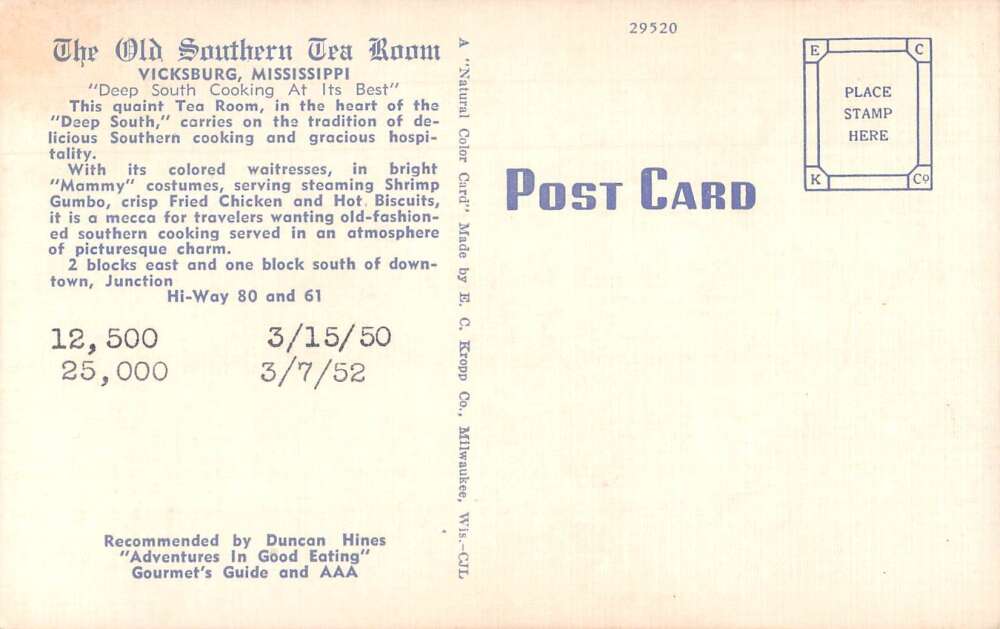 The Old Southern Tea Room
VICKSBURG, MISSISSIPPI
"Deep South Cooking At Its Best"
This quaint Tea Room, in the heart of the
"Deep South," carries on the tradition of de-
licious Southern cooking and gracious hospi-
tality.
With its colored waitresses, in bright
"Mammy" costumes, serving steaming Shrimp
Gumbo, crisp Fried Chicken and Hot Biscuits,
it is a mecca for travelers wanting old-fashion-
ed southern cooking served in an atmosphere
of picturesque charm.
2 blocks east and one block south of down-
town, Junction
Hi-Way 80 and 61
12,500 3/15/50
25,000 3/7/52
Recommended by Duncan Hines
"Adventures In Good Eating"
Gourmet's Guide and AAA
A "Natural Color Card" Made by E. C. Kropp Co., Milwaukee, Wis.-CJL
29520
POST CARD
E C
PLACE
STAMP
HERE
K Co